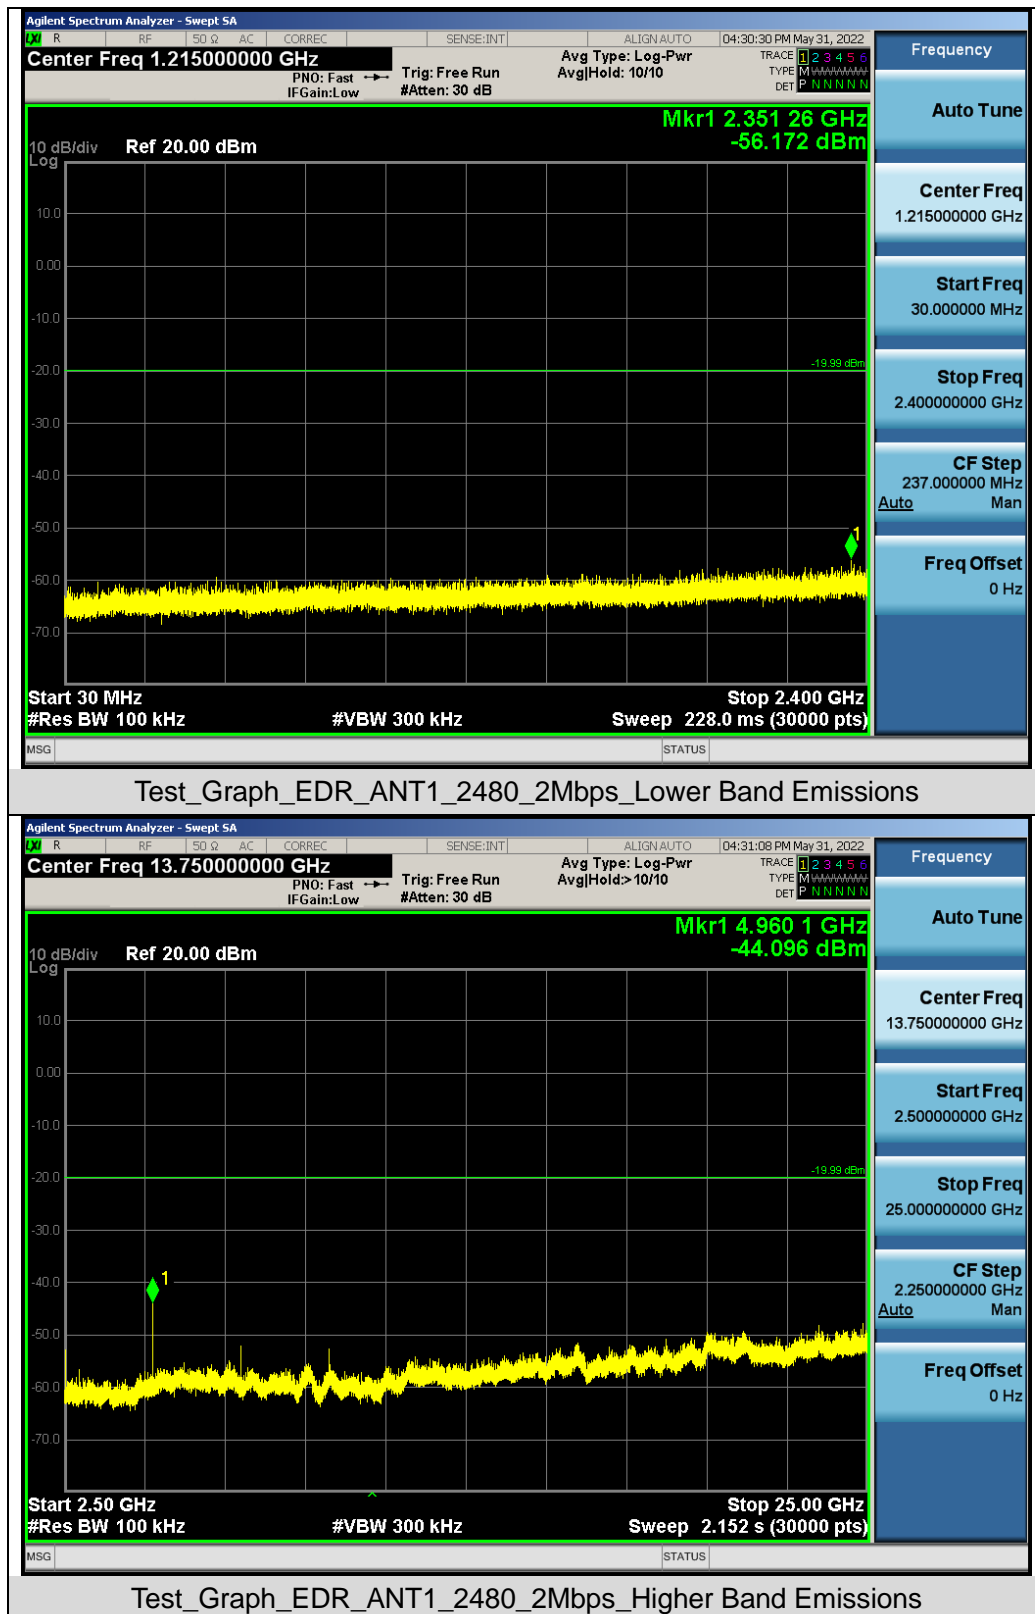 Agilent Spectrum Analyzer - Swept SA
LXI R RF 50 Ω AC CORREC SENSE:INT ALIGN AUTO 04:30:30 PM May 31, 2022
Center Freq 1.215000000 GHz
PNO: Fast
IFGain:Low
Trig: Free Run
#Atten: 30 dB
Avg Type: Log-Pwr
Avg|Hold: 10/10
TRACE 1 2 3 4 5 6
TYPE M
DET P N N N N N
Mkr1 2.351 26 GHz
-56.172 dBm
10 dB/div Ref 20.00 dBm
Log
10.0
0.00
-10.0
-19.99 dBm
-20.0
-30.0
-40.0
-50.0
1
-60.0
-70.0
Start 30 MHz Stop 2.400 GHz
#Res BW 100 kHz #VBW 300 kHz Sweep 228.0 ms (30000 pts)
MSG STATUS
Frequency
Auto Tune
Center Freq
1.215000000 GHz
Start Freq
30.000000 MHz
Stop Freq
2.400000000 GHz
CF Step
237.000000 MHz
Auto Man
Freq Offset
0 Hz
Test_Graph_EDR_ANT1_2480_2Mbps_Lower Band Emissions
Agilent Spectrum Analyzer - Swept SA
LXI R RF 50 Ω AC CORREC SENSE:INT ALIGN AUTO 04:31:08 PM May 31, 2022
Center Freq 13.750000000 GHz
PNO: Fast
IFGain:Low
Trig: Free Run
#Atten: 30 dB
Avg Type: Log-Pwr
Avg|Hold:> 10/10
TRACE 1 2 3 4 5 6
TYPE M
DET P N N N N N
Mkr1 4.960 1 GHz
-44.096 dBm
10 dB/div Ref 20.00 dBm
Log
10.0
0.00
-10.0
-19.99 dBm
-20.0
-30.0
-40.0
1
-50.0
-60.0
-70.0
Start 2.50 GHz Stop 25.00 GHz
#Res BW 100 kHz #VBW 300 kHz Sweep 2.152 s (30000 pts)
MSG STATUS
Frequency
Auto Tune
Center Freq
13.750000000 GHz
Start Freq
2.500000000 GHz
Stop Freq
25.000000000 GHz
CF Step
2.250000000 GHz
Auto Man
Freq Offset
0 Hz
Test_Graph_EDR_ANT1_2480_2Mbps_Higher Band Emissions